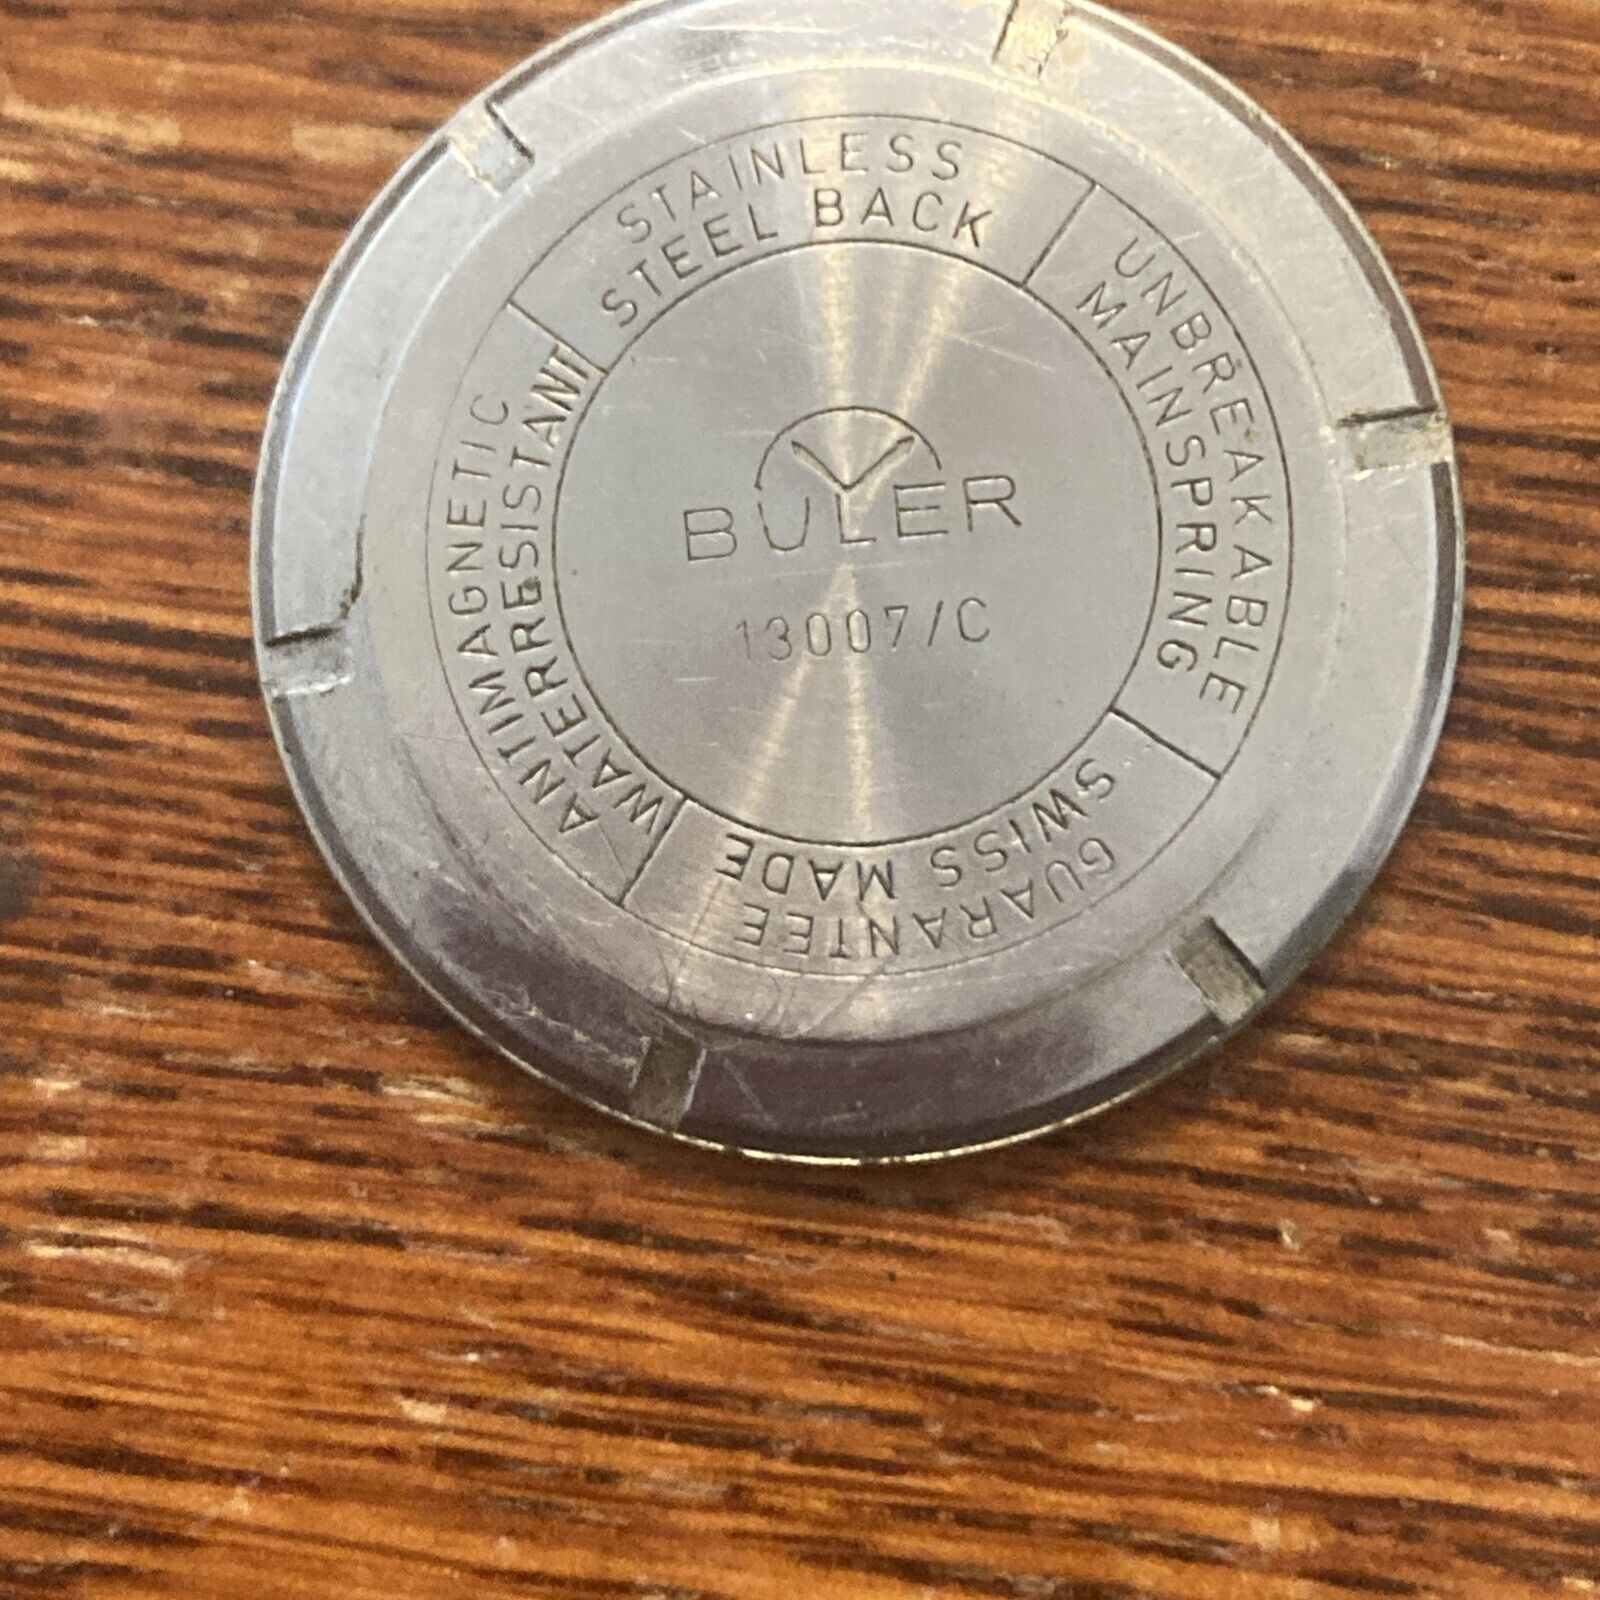 STAINLESS
STEEL BACK
UNBREAKABLE
MAINSPRING
GUARANTEE
SWISS MADE
ANTIMAGNETIC
WATERRESISTANT
BULER
13007/C